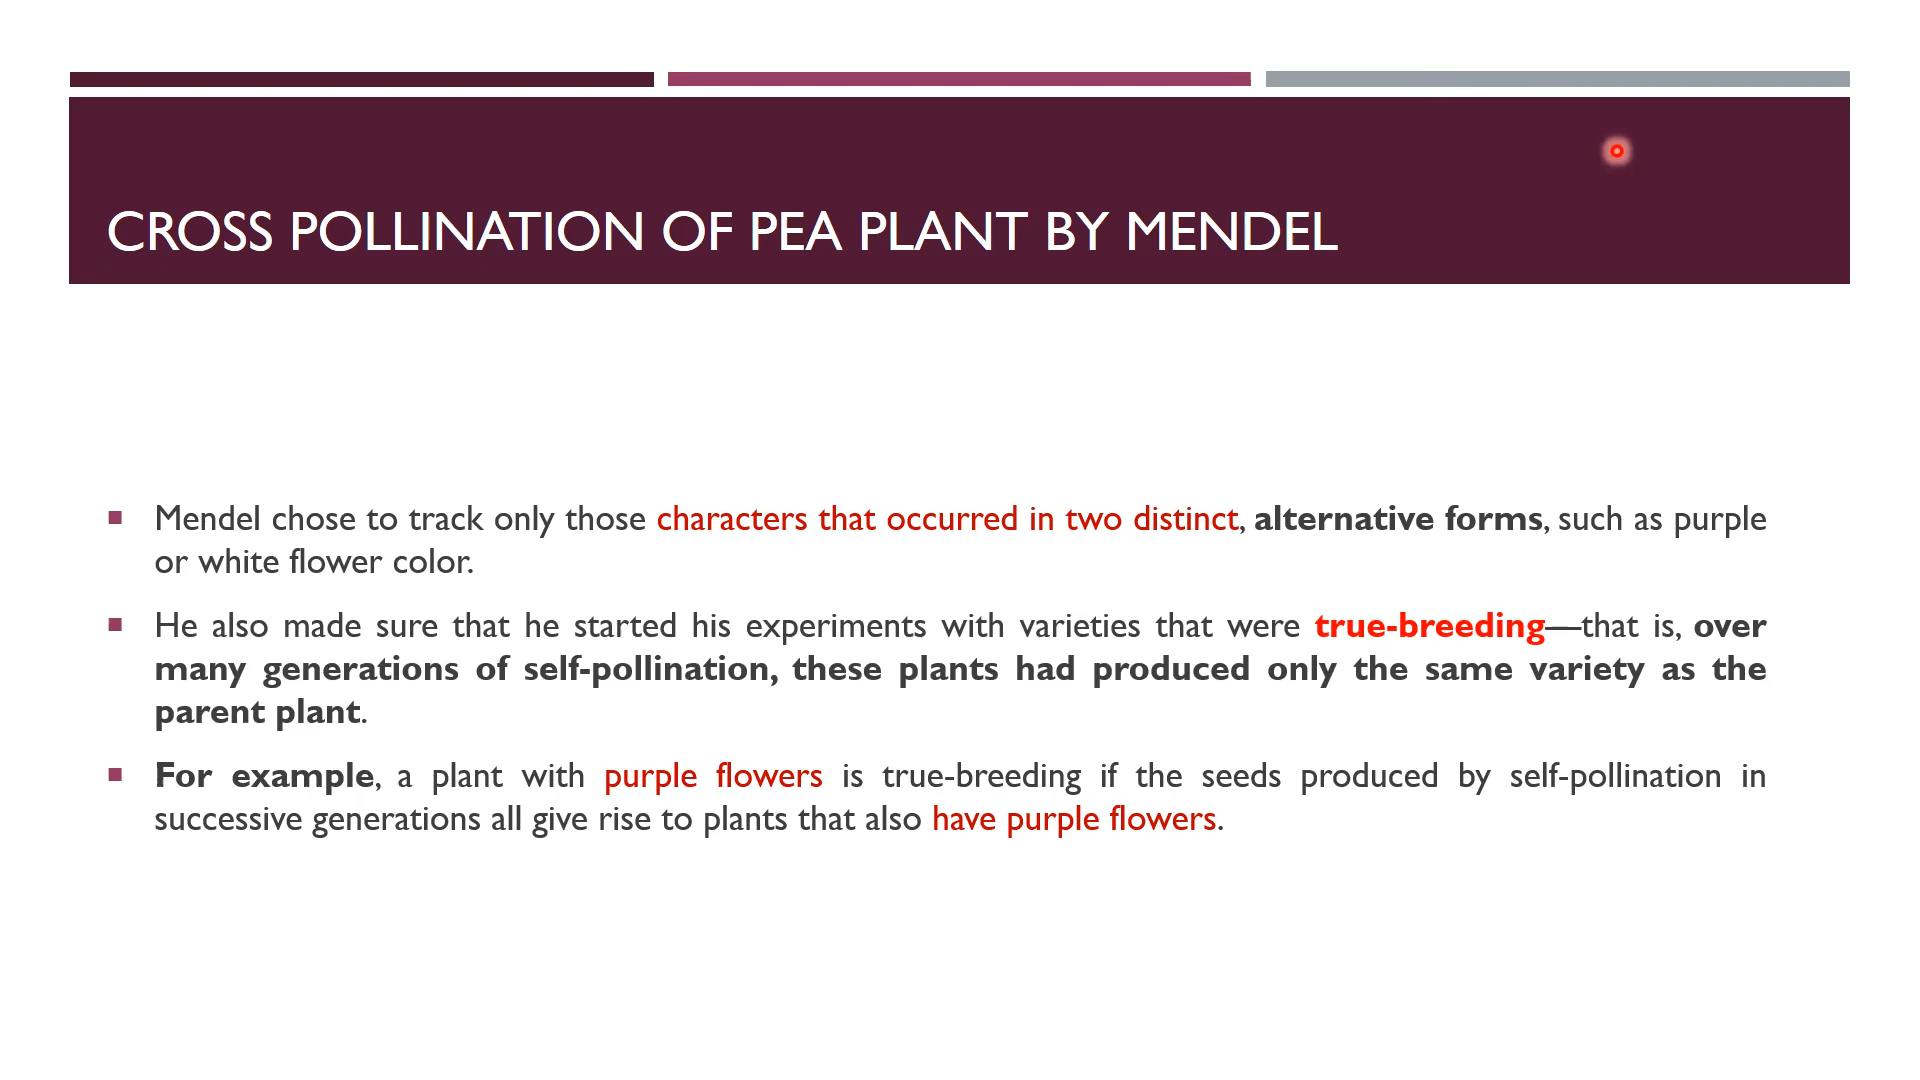 CROSS POLLINATION OF PEA PLANT BY MENDEL
Mendel chose to track only those characters that occurred in two distinct, alternative forms, such as purple
or white flower color.
He also made sure that he started his experiments with varieties that were true-breeding—that is, over
many generations of self-pollination, these plants had produced only the same variety as the
parent plant.
For example, a plant with purple flowers is true-breeding if the seeds produced by self-pollination in
successive generations all give rise to plants that also have purple flowers.